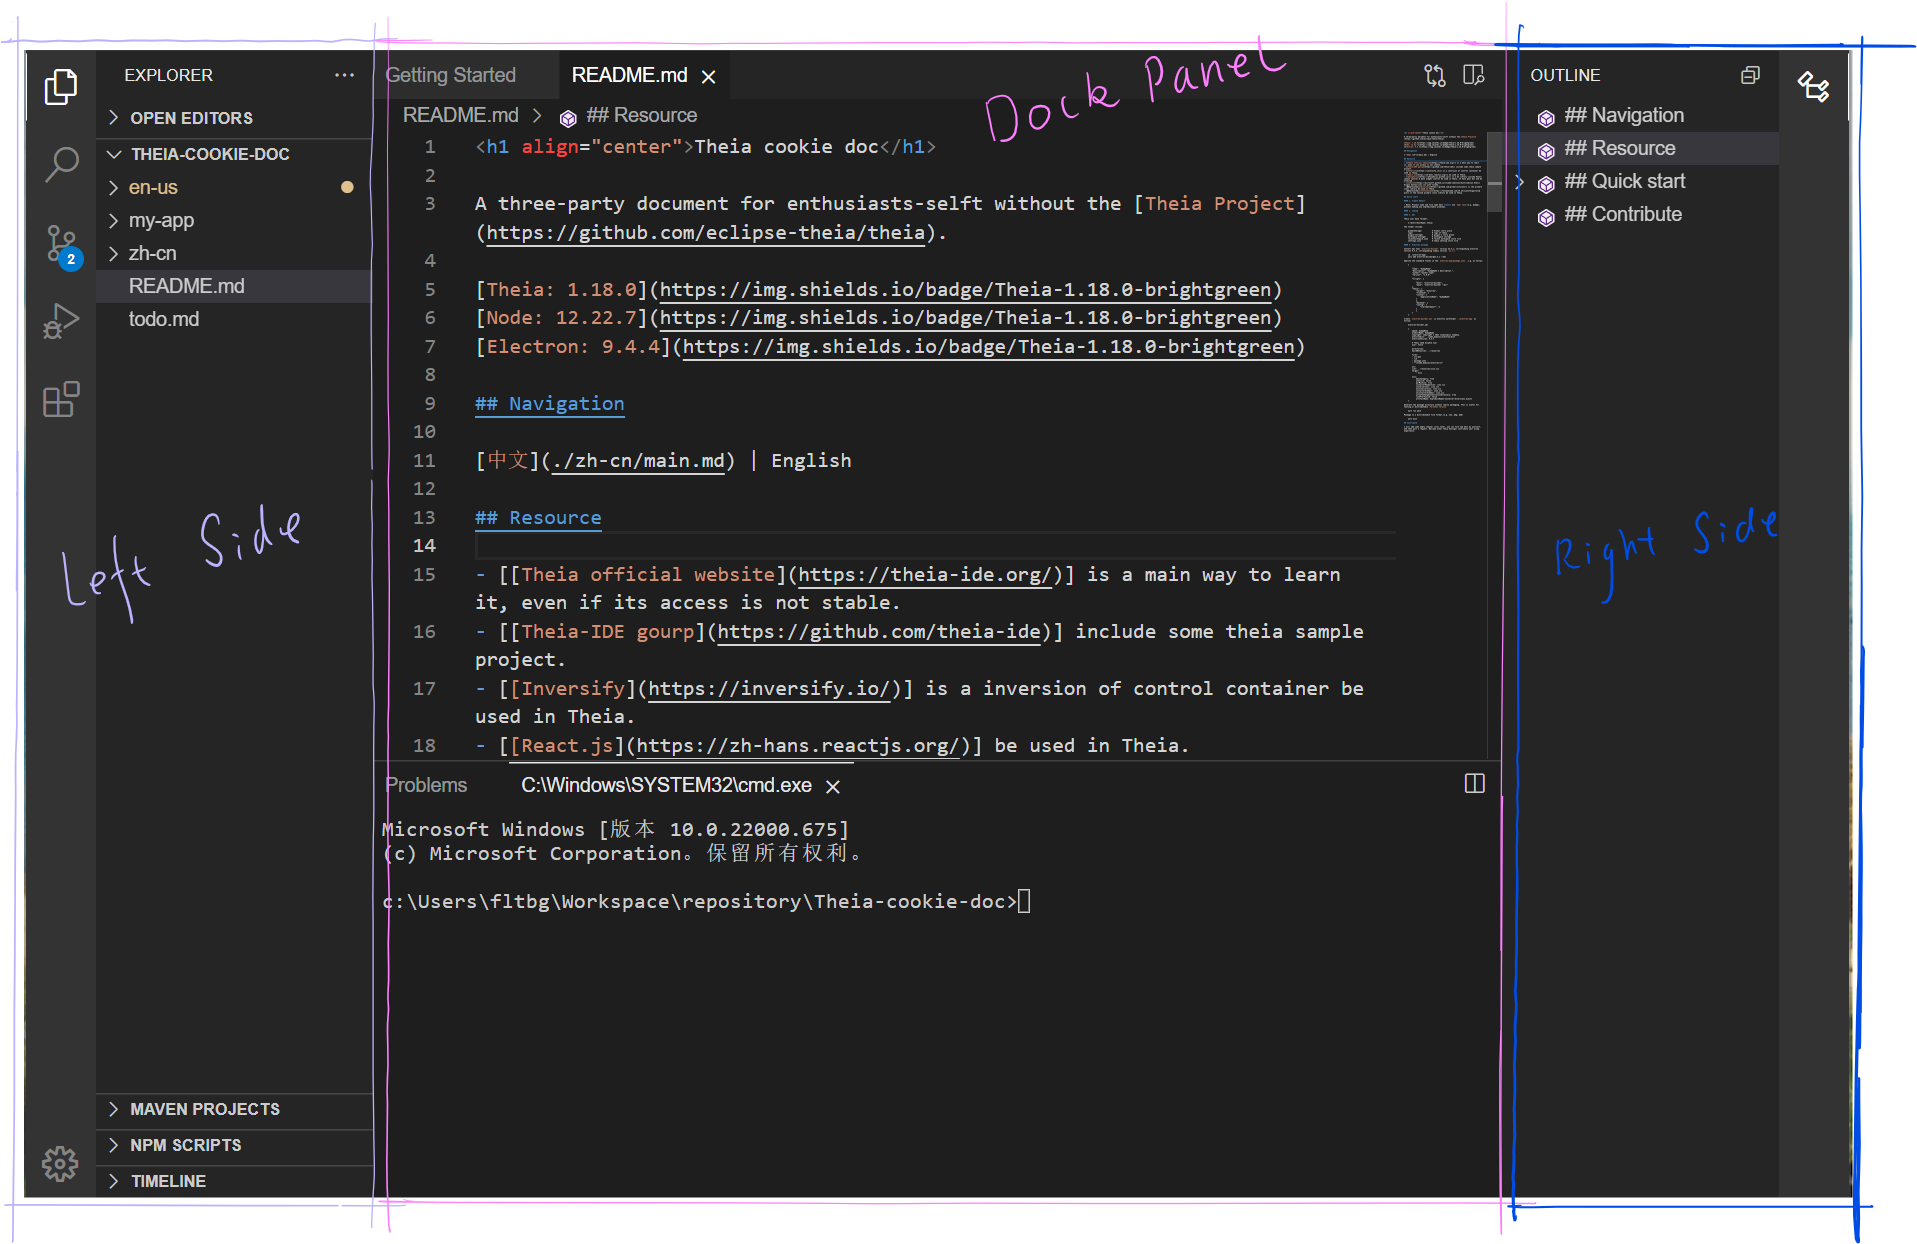 EXPLORER
OPEN EDITORS
THEIA-COOKIE-DOC
en-us
my-app
zh-cn
README.md
todo.md
2
MAVEN PROJECTS
NPM SCRIPTS
TIMELINE
Left Side
Getting Started
README.md
Dock Panel
README.md > ## Resource
1 <h1 align="center">Theia cookie doc</h1>
2
3 A three-party document for enthusiasts-selft without the [Theia Project]
(https://github.com/eclipse-theia/theia).
4
5 [Theia: 1.18.0](https://img.shields.io/badge/Theia-1.18.0-brightgreen)
6 [Node: 12.22.7](https://img.shields.io/badge/Theia-1.18.0-brightgreen)
7 [Electron: 9.4.4](https://img.shields.io/badge/Theia-1.18.0-brightgreen)
8
9 ## Navigation
10
11 [中文](./zh-cn/main.md) | English
12
13 ## Resource
14
15 - [[Theia official website](https://theia-ide.org/)] is a main way to learn
it, even if its access is not stable.
16 - [[Theia-IDE gourp](https://github.com/theia-ide)] include some theia sample
project.
17 - [[Inversify](https://inversify.io/)] is a inversion of control container be
used in Theia.
18 - [[React.js](https://zh-hans.reactjs.org/)] be used in Theia.
Problems
C:\Windows\SYSTEM32\cmd.exe
Microsoft Windows [版本 10.0.22000.675]
(c) Microsoft Corporation。保留所有权利。
c:\Users\fltbg\Workspace\repository\Theia-cookie-doc>
OUTLINE
## Navigation
## Resource
## Quick start
## Contribute
Right Side